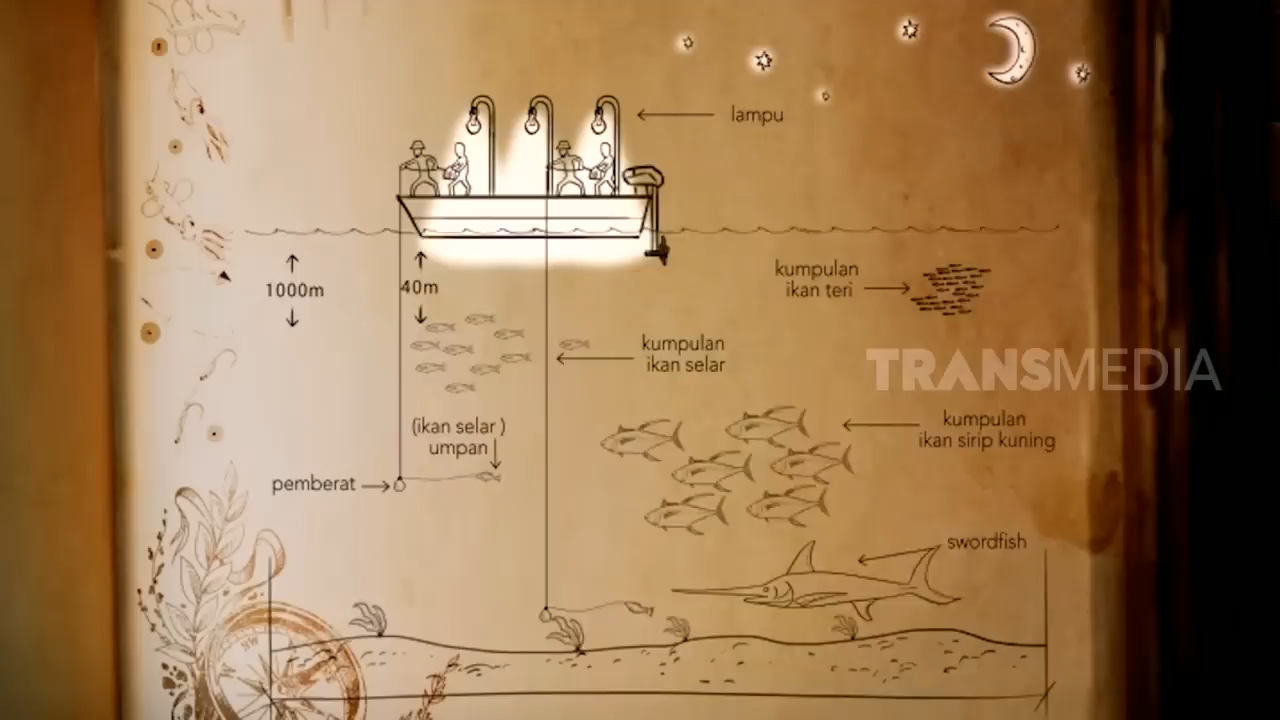 lampu
1000m
40m
kumpulan
ikan teri
kumpulan
ikan selar
TRANSMEDIA
(ikan selar )
umpan
kumpulan
ikan sirip kuning
pemberat
swordfish